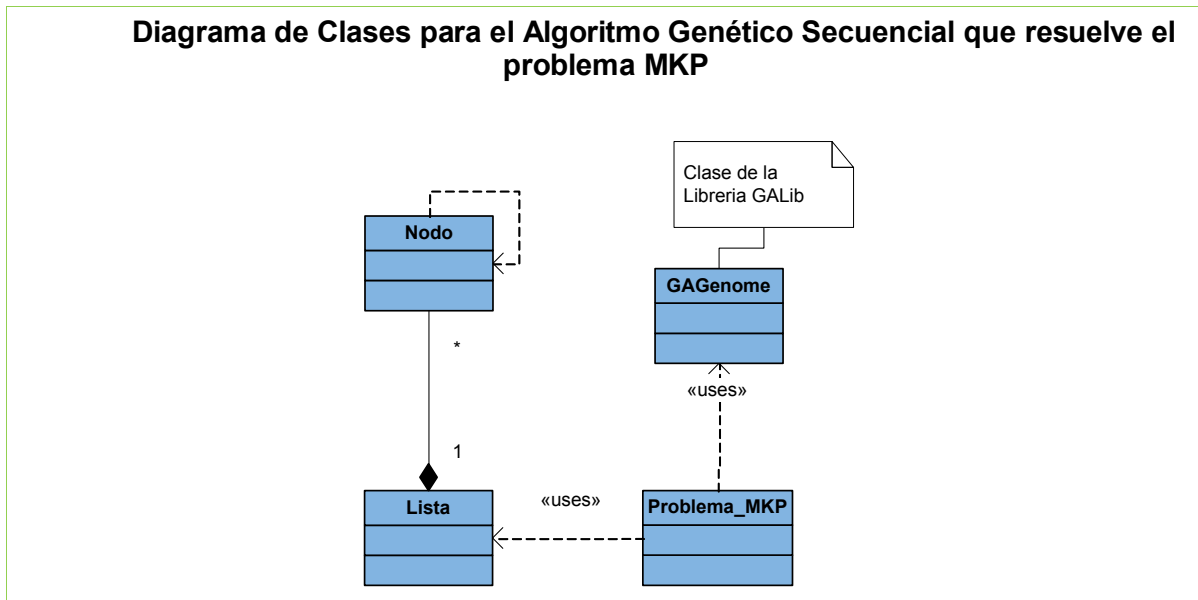 Diagrama de Clases para el Algoritmo Genético Secuencial que resuelve el
problema MKP
Clase de la
Libreria GALib
Nodo
GAGenome
*
«uses»
1
Lista
«uses»
Problema_MKP